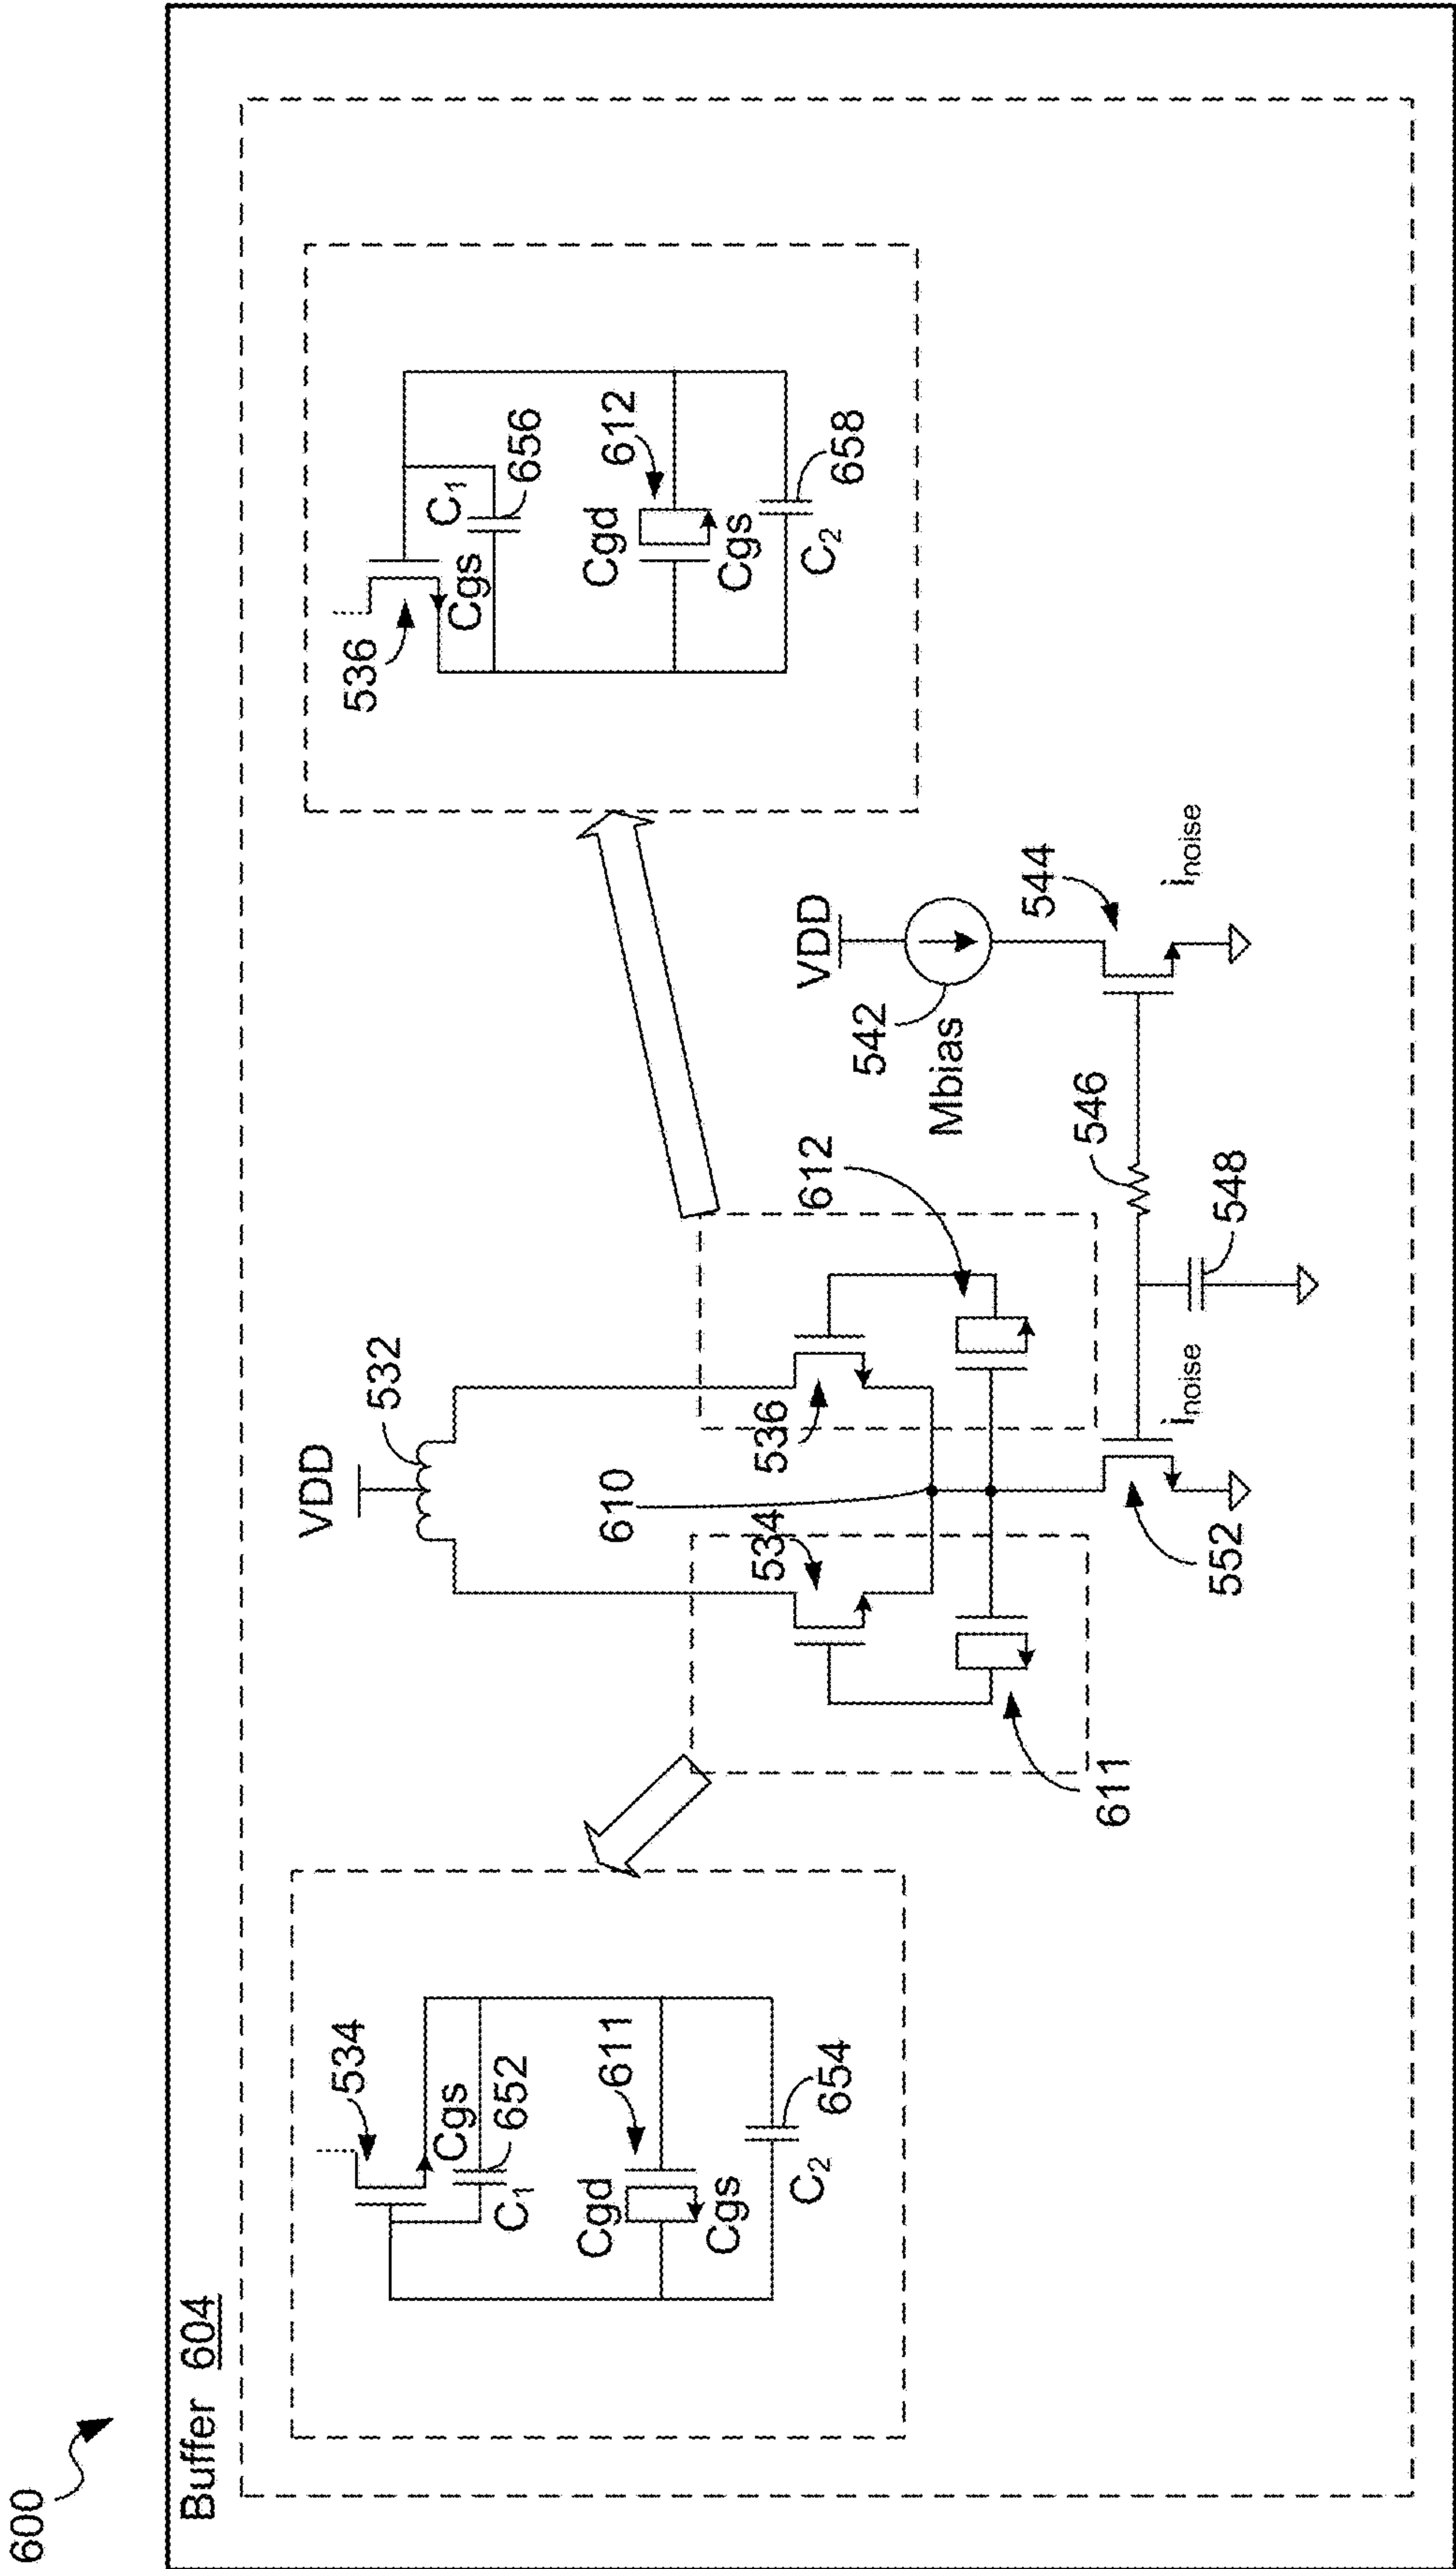 600
Buffer 604
534
Cgs
C₁
652
Cgd
611
Cgs
C₂
654
VDD
532
610
534
536
612
611
552
iₙₒᵢₛₑ
548
546
VDD
542
Mbias
544
iₙₒᵢₛₑ
536
Cgs
C₁
656
Cgd
612
Cgs
C₂
658